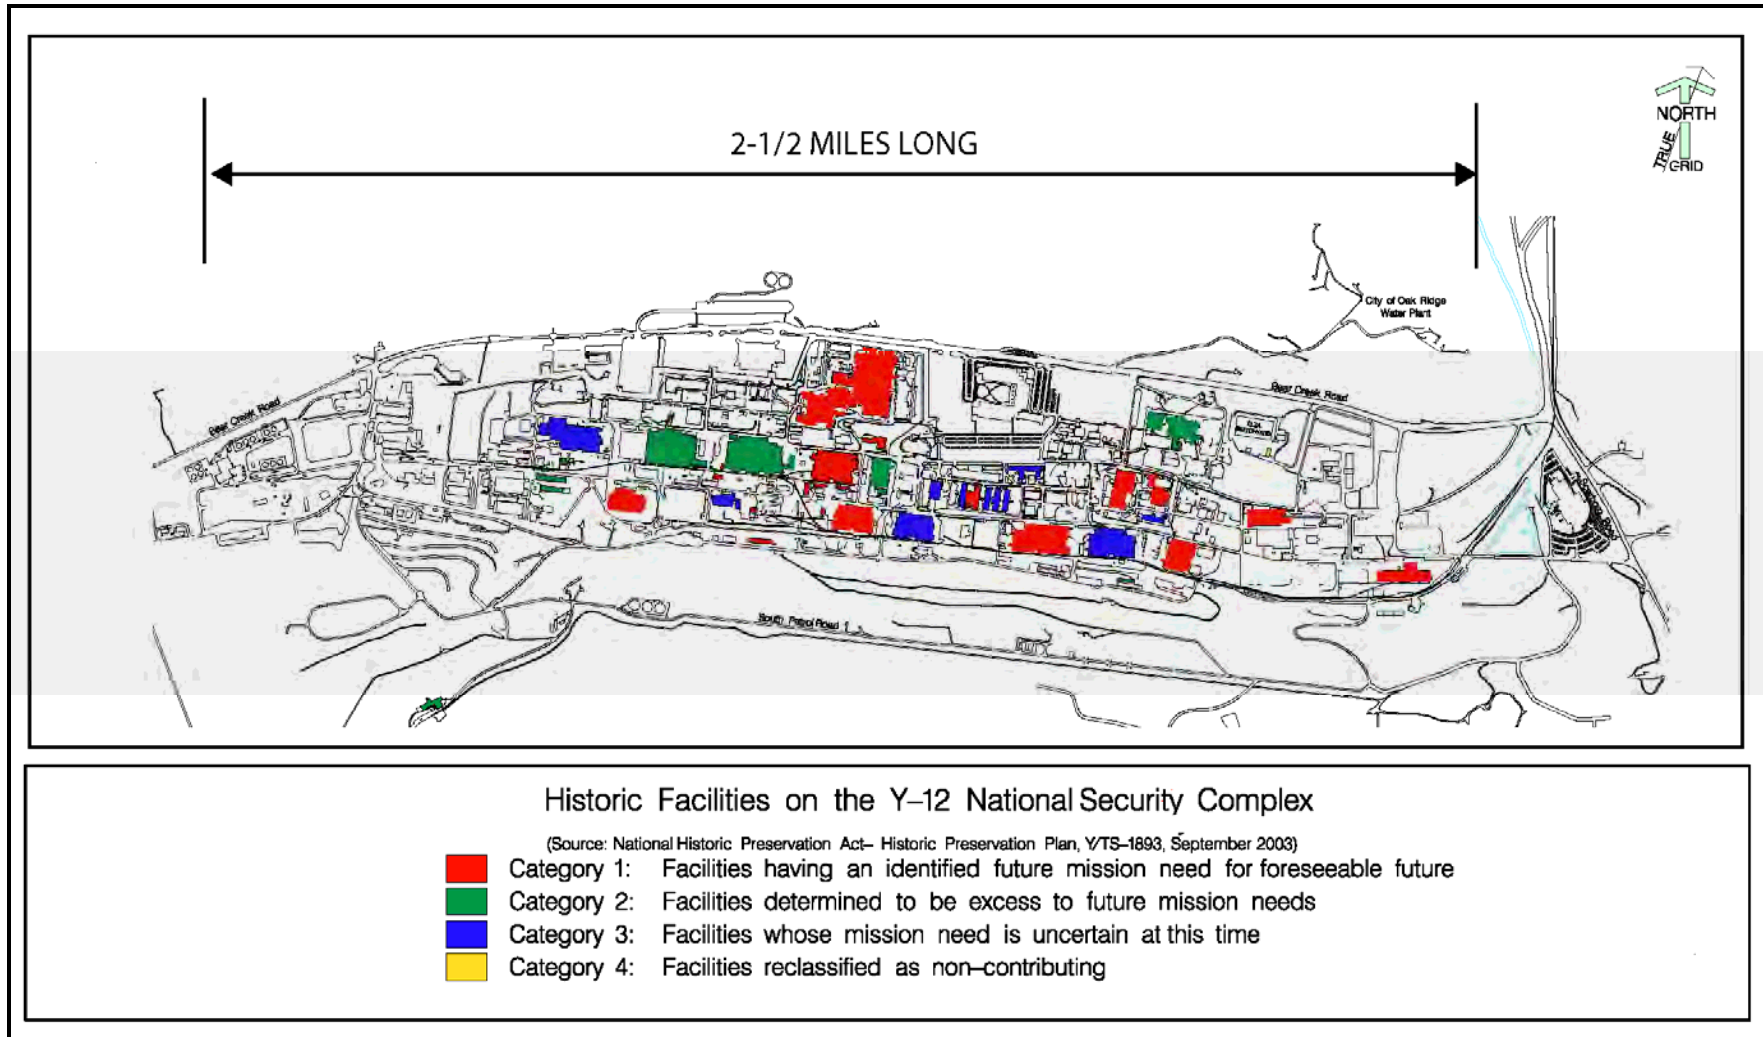 2-1/2 MILES LONG
NORTH
TRUE
GRID
City of Oak Ridge
Water Plant
Bear Creek Road
Bear Creek Road
South Patrol Road 1
Historic Facilities on the Y–12 National Security Complex
(Source: National Historic Preservation Act– Historic Preservation Plan, Y/TS–1893, September 2003)
Category 1: Facilities having an identified future mission need for foreseeable future
Category 2: Facilities determined to be excess to future mission needs
Category 3: Facilities whose mission need is uncertain at this time
Category 4: Facilities reclassified as non–contributing